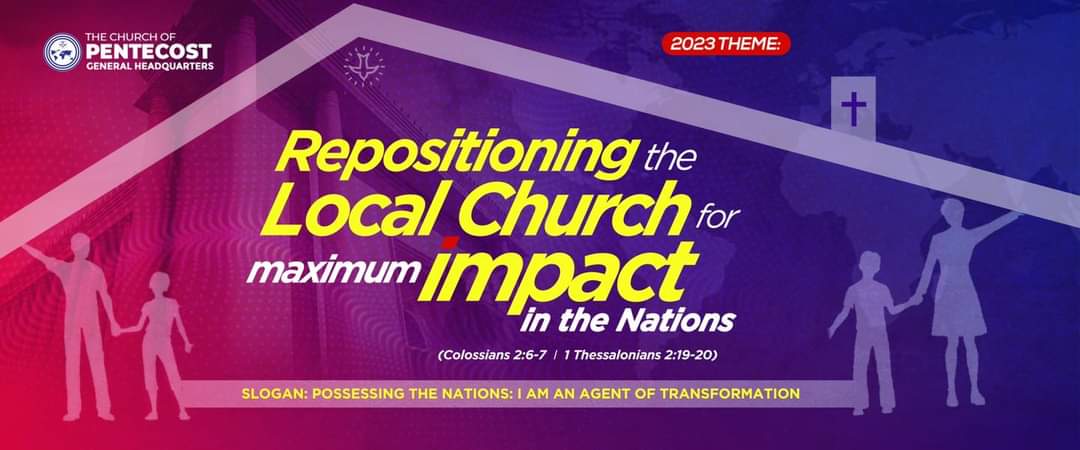 THE CHURCH OF
PENTECOST
GENERAL HEADQUARTERS
2023 THEME:
Repositioning the
Local Church for
maximum impact
in the Nations
(Colossians 2:6-7 | 1 Thessalonians 2:19-20)
SLOGAN: POSSESSING THE NATIONS: I AM AN AGENT OF TRANSFORMATION